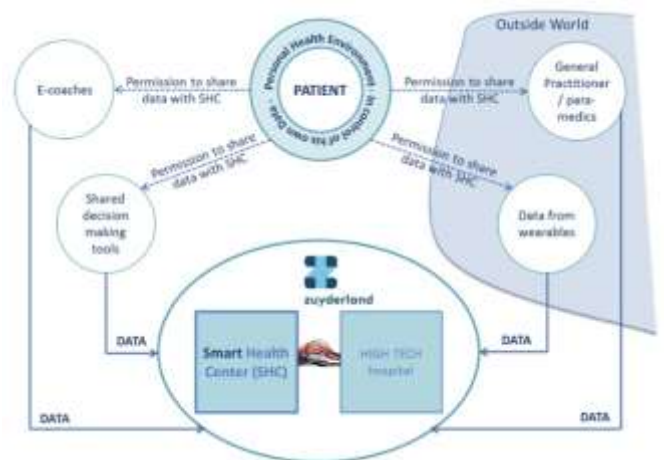 Outside World
Personal Health Environment in control of his own Data -
PATIENT
E-coaches
Permission to share
data with SHC
Permission to share
data with SHC
General
Practitioner
/ para-
medics
Permission to share
data with SHC
Permission to share
data with SHC
Shared
decision
making
tools
Data from
wearables
zuyderland
DATA
DATA
Smart Health
Center (SHC)
HIGH TECH
hospital
DATA
DATA